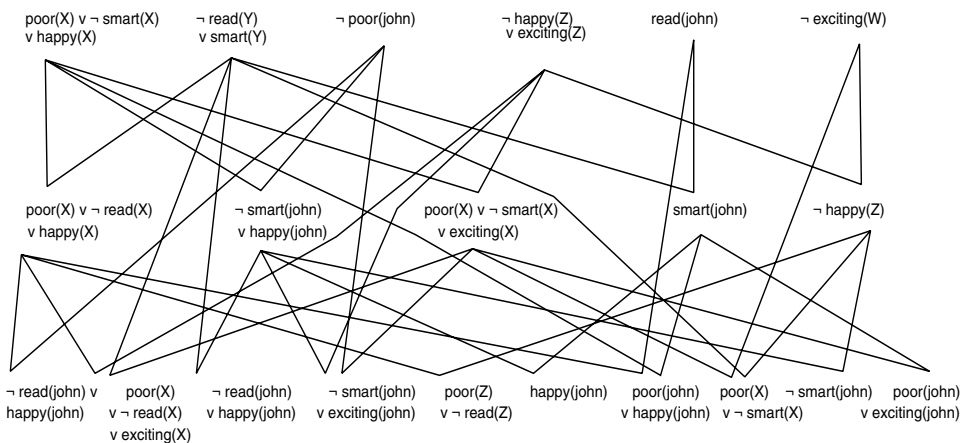 poor(X) v ¬ smart(X)
v happy(X)
¬ read(Y)
v smart(Y)
¬ poor(john)
¬ happy(Z)
v exciting(Z)
read(john)
¬ exciting(W)
poor(X) v ¬ read(X)
v happy(X)
¬ smart(john)
v happy(john)
poor(X) v ¬ smart(X)
v exciting(X)
smart(john)
¬ happy(Z)
¬ read(john) v
happy(john)
poor(X)
v ¬ read(X)
v exciting(X)
¬ read(john)
v happy(john)
¬ smart(john)
v exciting(john)
poor(Z)
v ¬ read(Z)
happy(john)
poor(john)
v happy(john)
poor(X)
v ¬ smart(X)
¬ smart(john)
poor(john)
v exciting(john)